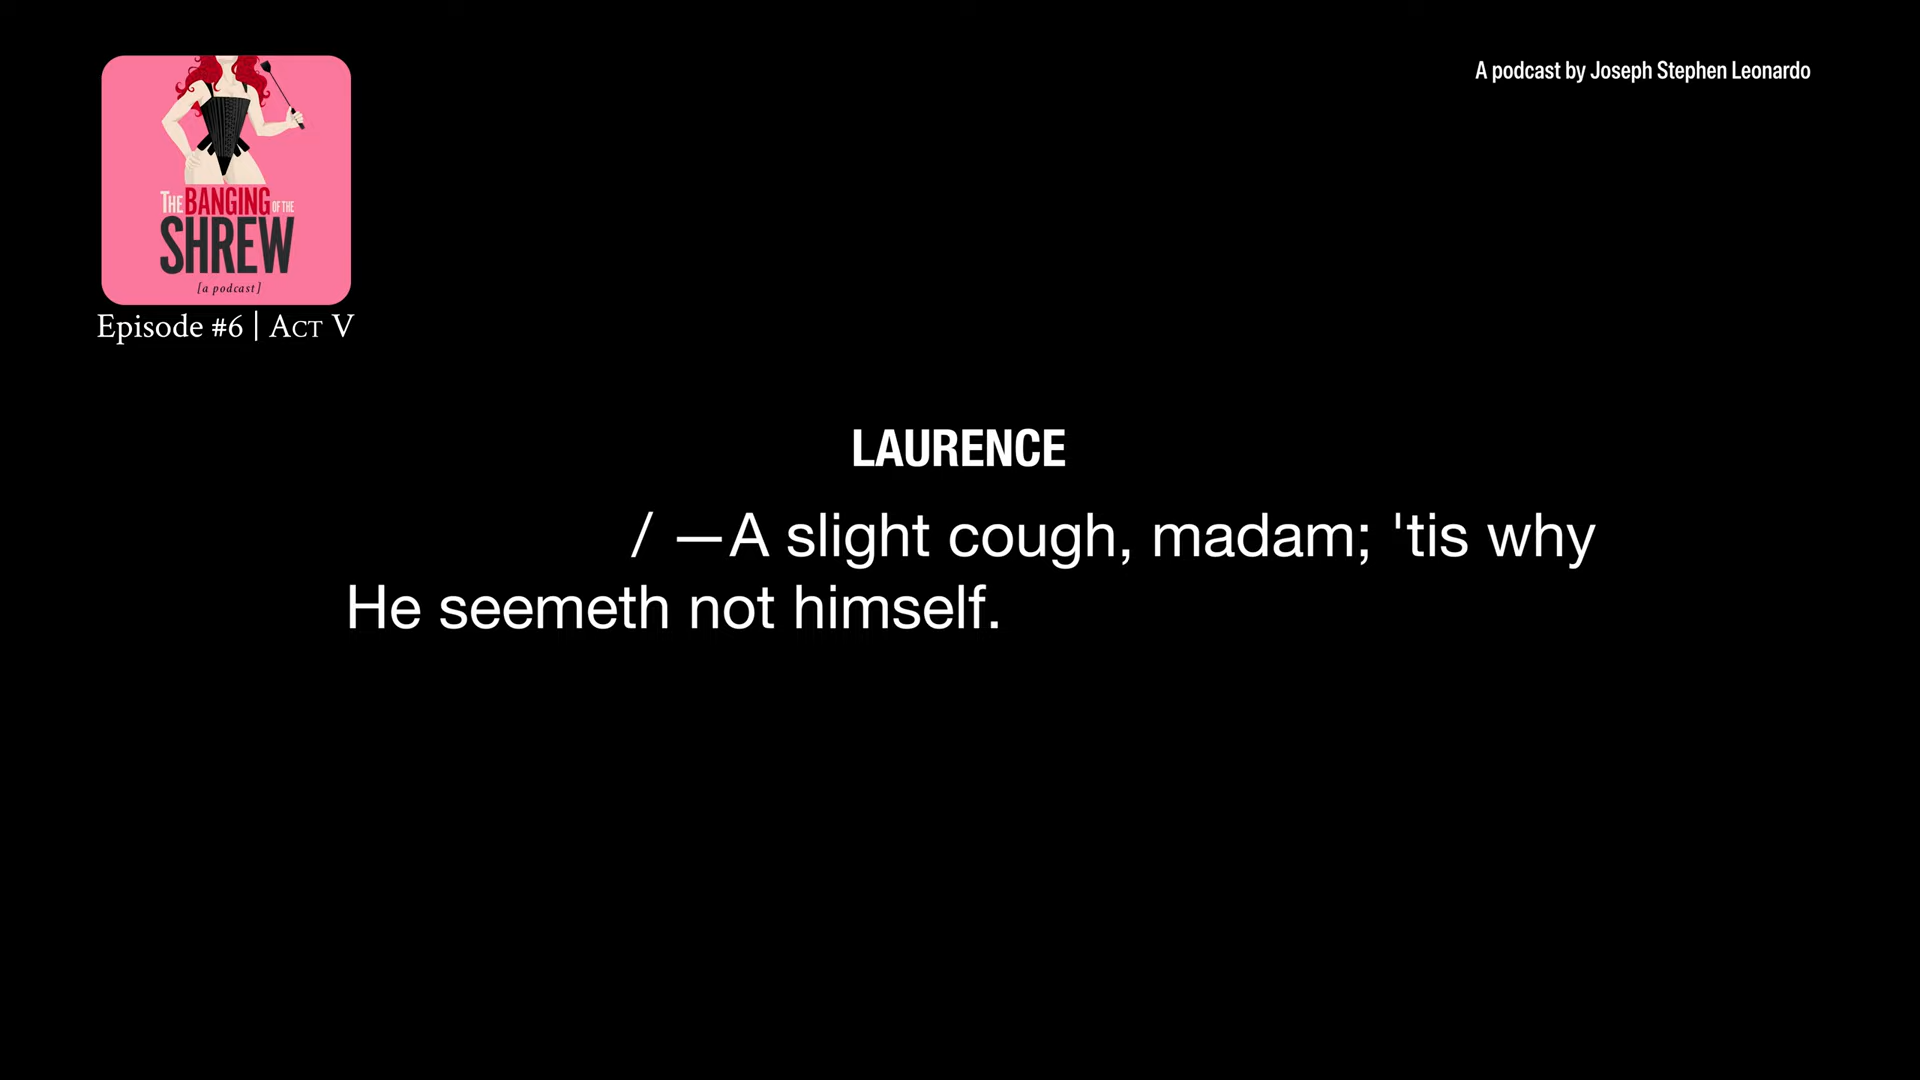 A podcast by Joseph Stephen Leonardo
THE BANGING OF THE
SHREW
[a podcast]
Episode #6 | ACT V
LAURENCE
/ —A slight cough, madam; 'tis why
He seemeth not himself.